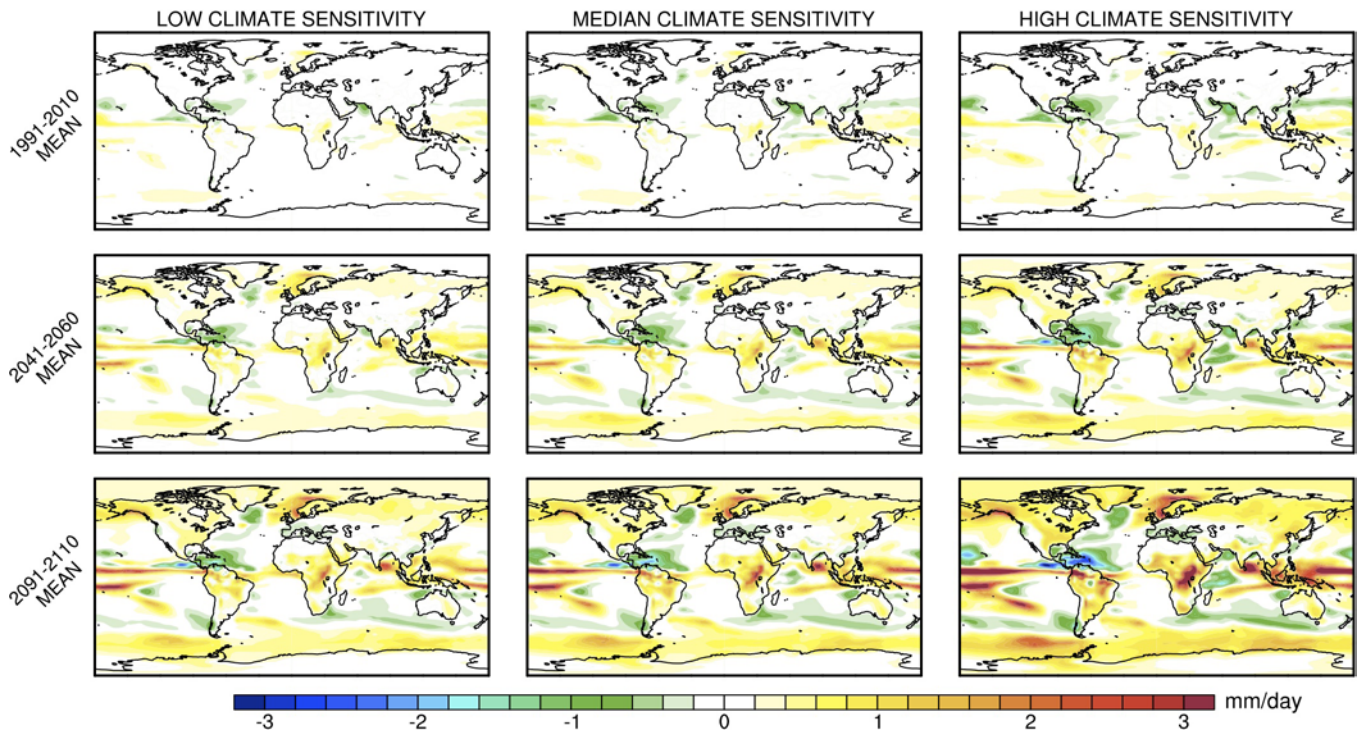 LOW CLIMATE SENSITIVITY
MEDIAN CLIMATE SENSITIVITY
HIGH CLIMATE SENSITIVITY
1991-2010
MEAN
2041-2060
MEAN
2091-2110
MEAN
-3 -2 -1 0 1 2 3 mm/day